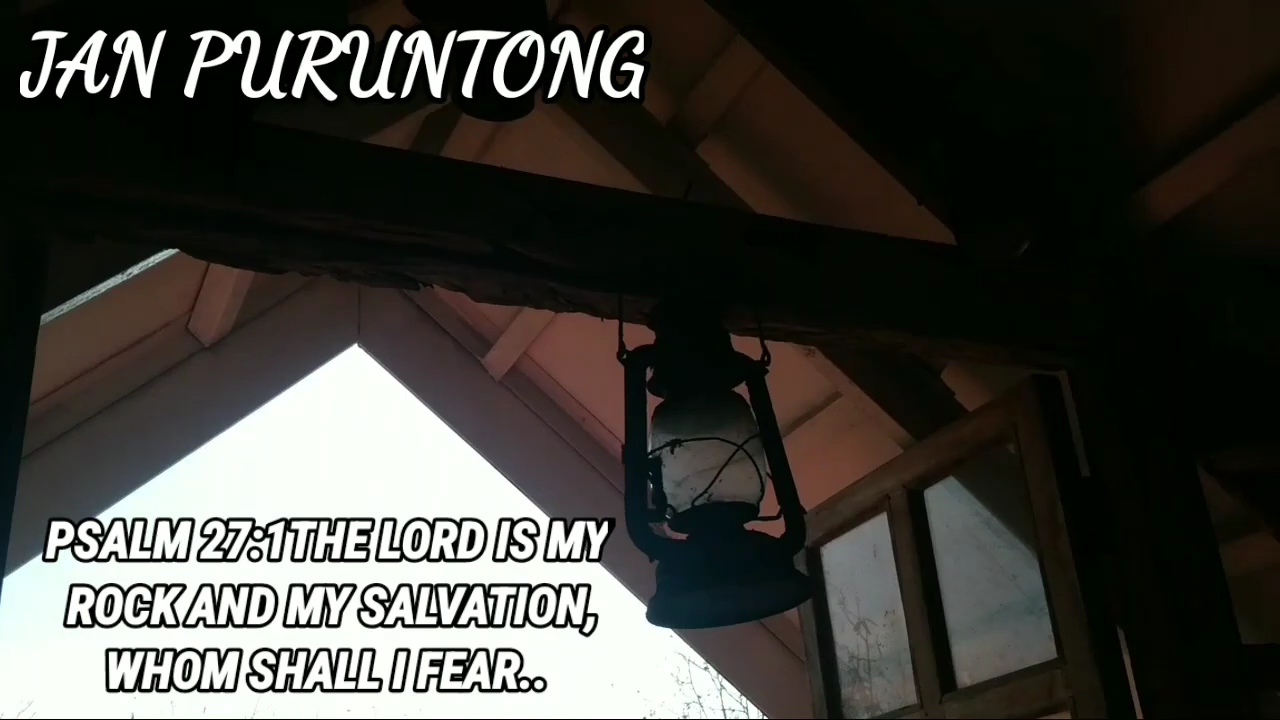 JAN PURUNTONG
PSALM 27:1THE LORD IS MY
ROCK AND MY SALVATION,
WHOM SHALL I FEAR..